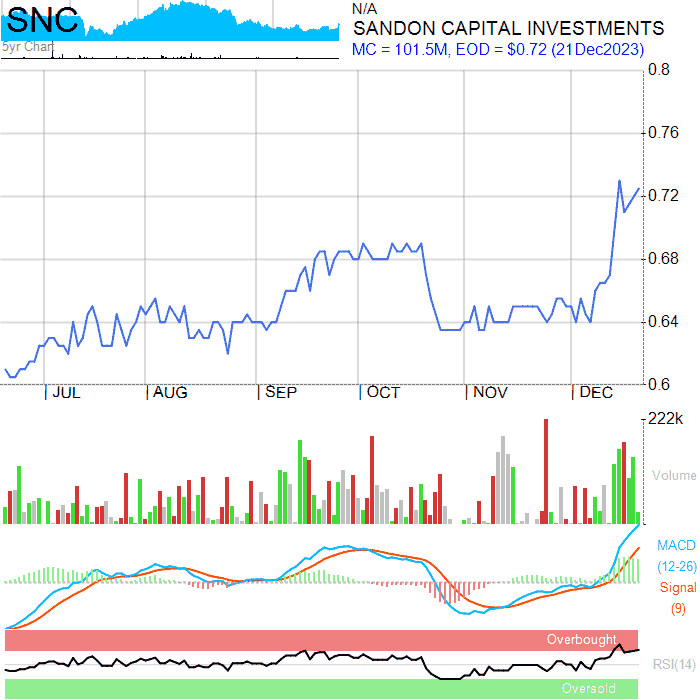 SNC
5yr Chart
N/A
SANDON CAPITAL INVESTMENTS
MC = 101.5M, EOD = $0.72 (21Dec2023)
0.8
0.76
0.72
0.68
0.64
0.6
JUL AUG SEP OCT NOV DEC
222k
Volume
MACD
(12-26)
Signal
(9)
Overbought
RSI(14)
Oversold